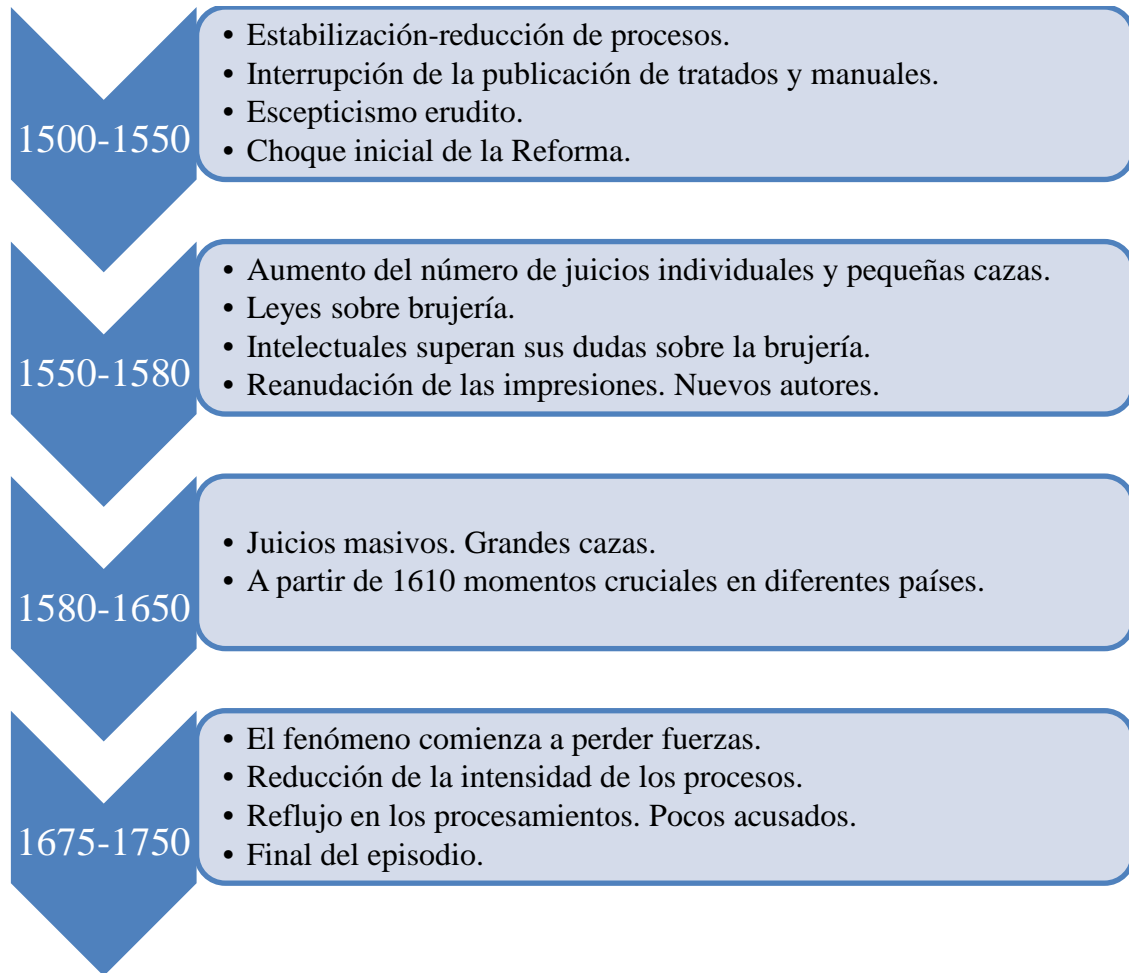 1500-1550
• Estabilización-reducción de procesos.
• Interrupción de la publicación de tratados y manuales.
• Escepticismo erudito.
• Choque inicial de la Reforma.
1550-1580
• Aumento del número de juicios individuales y pequeñas cazas.
• Leyes sobre brujería.
• Intelectuales superan sus dudas sobre la brujería.
• Reanudación de las impresiones. Nuevos autores.
1580-1650
• Juicios masivos. Grandes cazas.
• A partir de 1610 momentos cruciales en diferentes países.
1675-1750
• El fenómeno comienza a perder fuerzas.
• Reducción de la intensidad de los procesos.
• Reflujo en los procesamientos. Pocos acusados.
• Final del episodio.